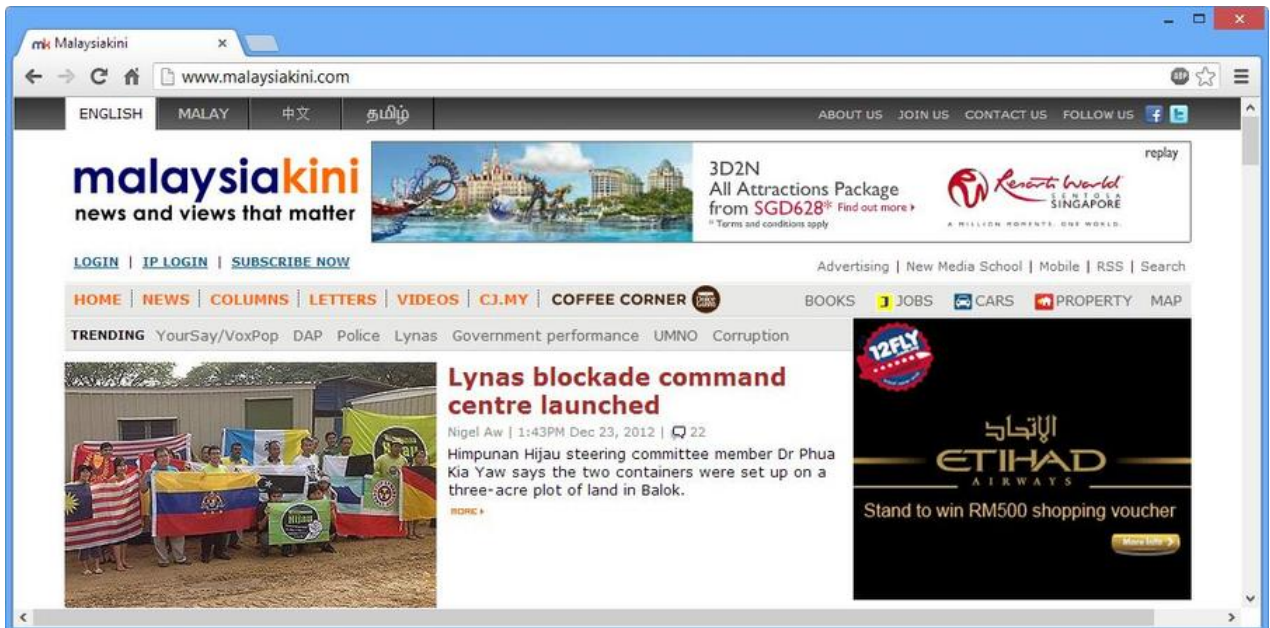 mk Malaysiakini
www.malaysiakini.com
ABP
ENGLISH MALAY 中文 தமிழ் ABOUT US JOIN US CONTACT US FOLLOW US
malaysiakini
news and views that matter
3D2N
All Attractions Package
from SGD628* Find out more
* Terms and conditions apply
replay
Resorts World
SENTOSA
SINGAPORE
A MILLION MOMENTS. ONE WORLD.
LOGIN | IP LOGIN | SUBSCRIBE NOW
Advertising | New Media School | Mobile | RSS | Search
HOME NEWS COLUMNS LETTERS VIDEOS CJ.MY COFFEE CORNER
BOOKS J JOBS CARS PROPERTY MAP
TRENDING YourSay/VoxPop DAP Police Lynas Government performance UMNO Corruption
Lynas blockade command
centre launched
Nigel Aw | 1:43PM Dec 23, 2012 | 22
Himpunan Hijau steering committee member Dr Phua
Kia Yaw says the two containers were set up on a
three-acre plot of land in Balok.
MORE
12FLY
الإتحاد
ETIHAD
AIRWAYS
Stand to win RM500 shopping voucher
More Info